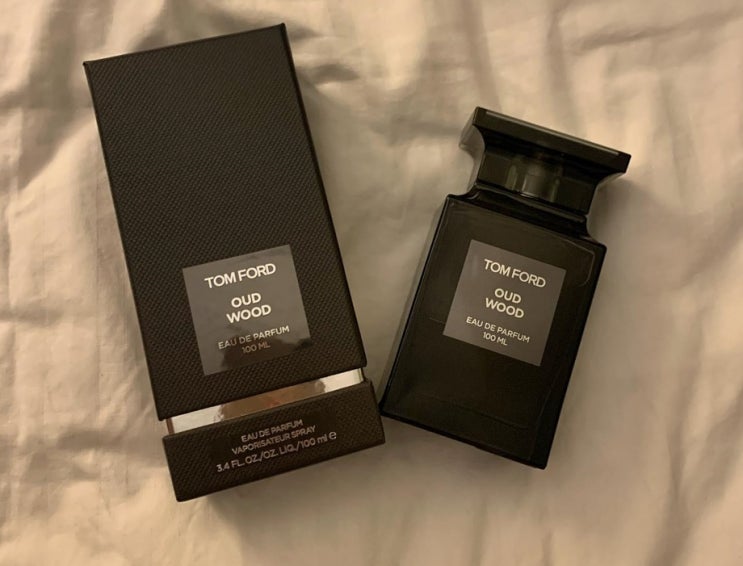 TOM FORD
OUD
WOOD
EAU DE PARFUM
100 ML
EAU DE PARFUM
VAPORISATEUR SPRAY
3.4 FL.OZ./OZ. LIQ./100 ml ℮
TOM FORD
OUD
WOOD
EAU DE PARFUM
100 ML